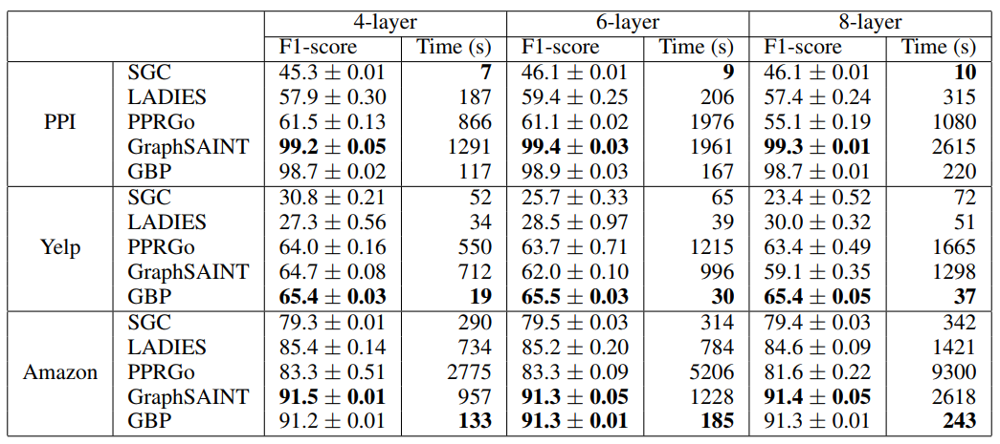 4-layer 6-layer 8-layer
F1-score Time (s) F1-score Time (s) F1-score Time (s)
SGC 45.3 ± 0.01 7 46.1 ± 0.01 9 46.1 ± 0.01 10
LADIES 57.9 ± 0.30 187 59.4 ± 0.25 206 57.4 ± 0.24 315
PPI PPRGo 61.5 ± 0.13 866 61.1 ± 0.02 1976 55.1 ± 0.19 1080
GraphSAINT 99.2 ± 0.05 1291 99.4 ± 0.03 1961 99.3 ± 0.01 2615
GBP 98.7 ± 0.02 117 98.9 ± 0.03 167 98.7 ± 0.01 220
SGC 30.8 ± 0.21 52 25.7 ± 0.33 65 23.4 ± 0.52 72
LADIES 27.3 ± 0.56 34 28.5 ± 0.97 39 30.0 ± 0.32 51
Yelp PPRGo 64.0 ± 0.16 550 63.7 ± 0.71 1215 63.4 ± 0.49 1665
GraphSAINT 64.7 ± 0.08 712 62.0 ± 0.10 996 59.1 ± 0.35 1298
GBP 65.4 ± 0.03 19 65.5 ± 0.03 30 65.4 ± 0.05 37
SGC 79.3 ± 0.01 290 79.5 ± 0.03 314 79.4 ± 0.03 342
LADIES 85.4 ± 0.14 734 85.2 ± 0.20 784 84.6 ± 0.09 1421
Amazon PPRGo 83.3 ± 0.51 2775 83.3 ± 0.09 5206 81.6 ± 0.22 9300
GraphSAINT 91.5 ± 0.01 957 91.3 ± 0.05 1228 91.4 ± 0.05 2618
GBP 91.2 ± 0.01 133 91.3 ± 0.01 185 91.3 ± 0.01 243